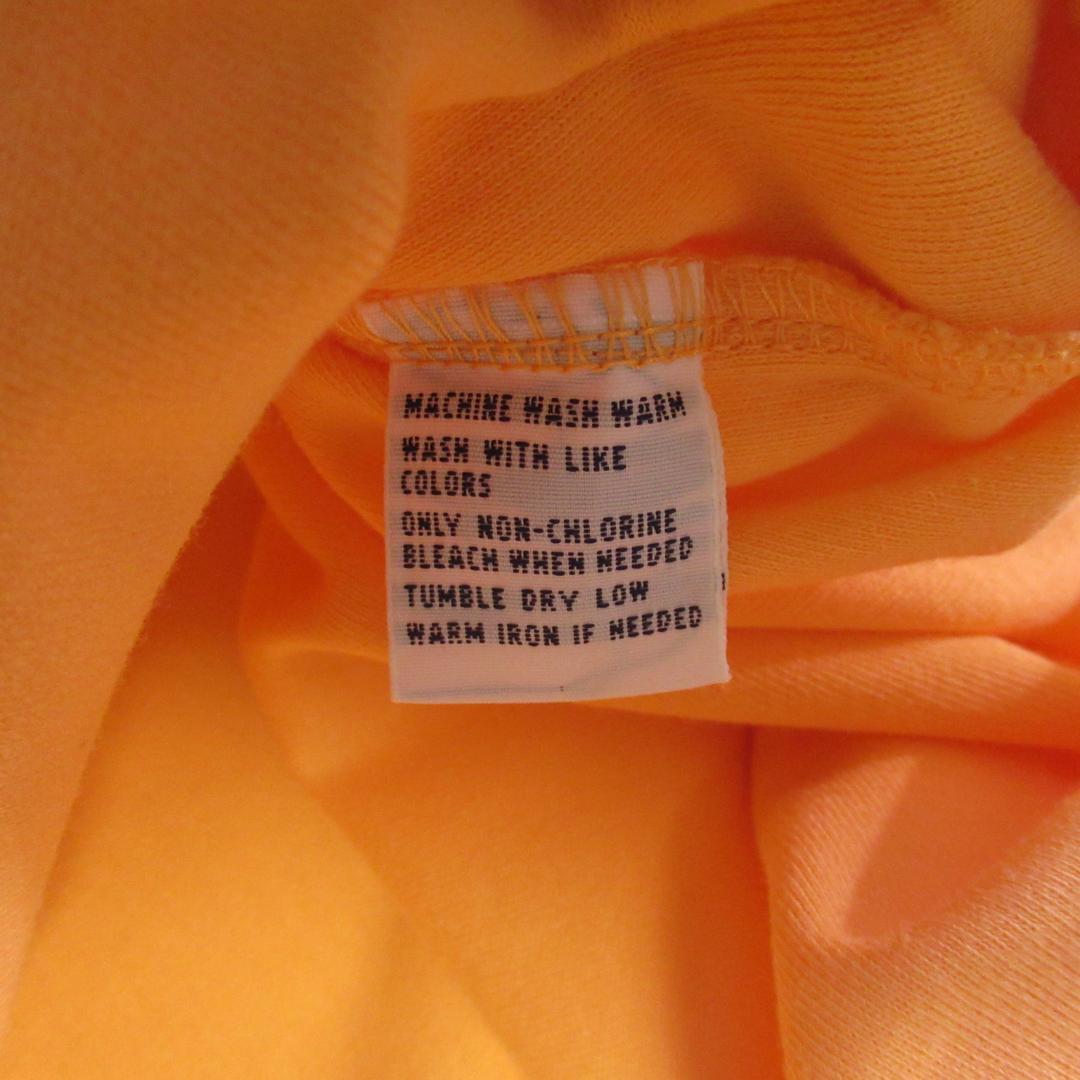 MACHINE WASH WARM
WASH WITH LIKE
COLORS
ONLY NON-CHLORINE
BLEACH WHEN NEEDED
TUMBLE DRY LOW
WARM IRON IF NEEDED